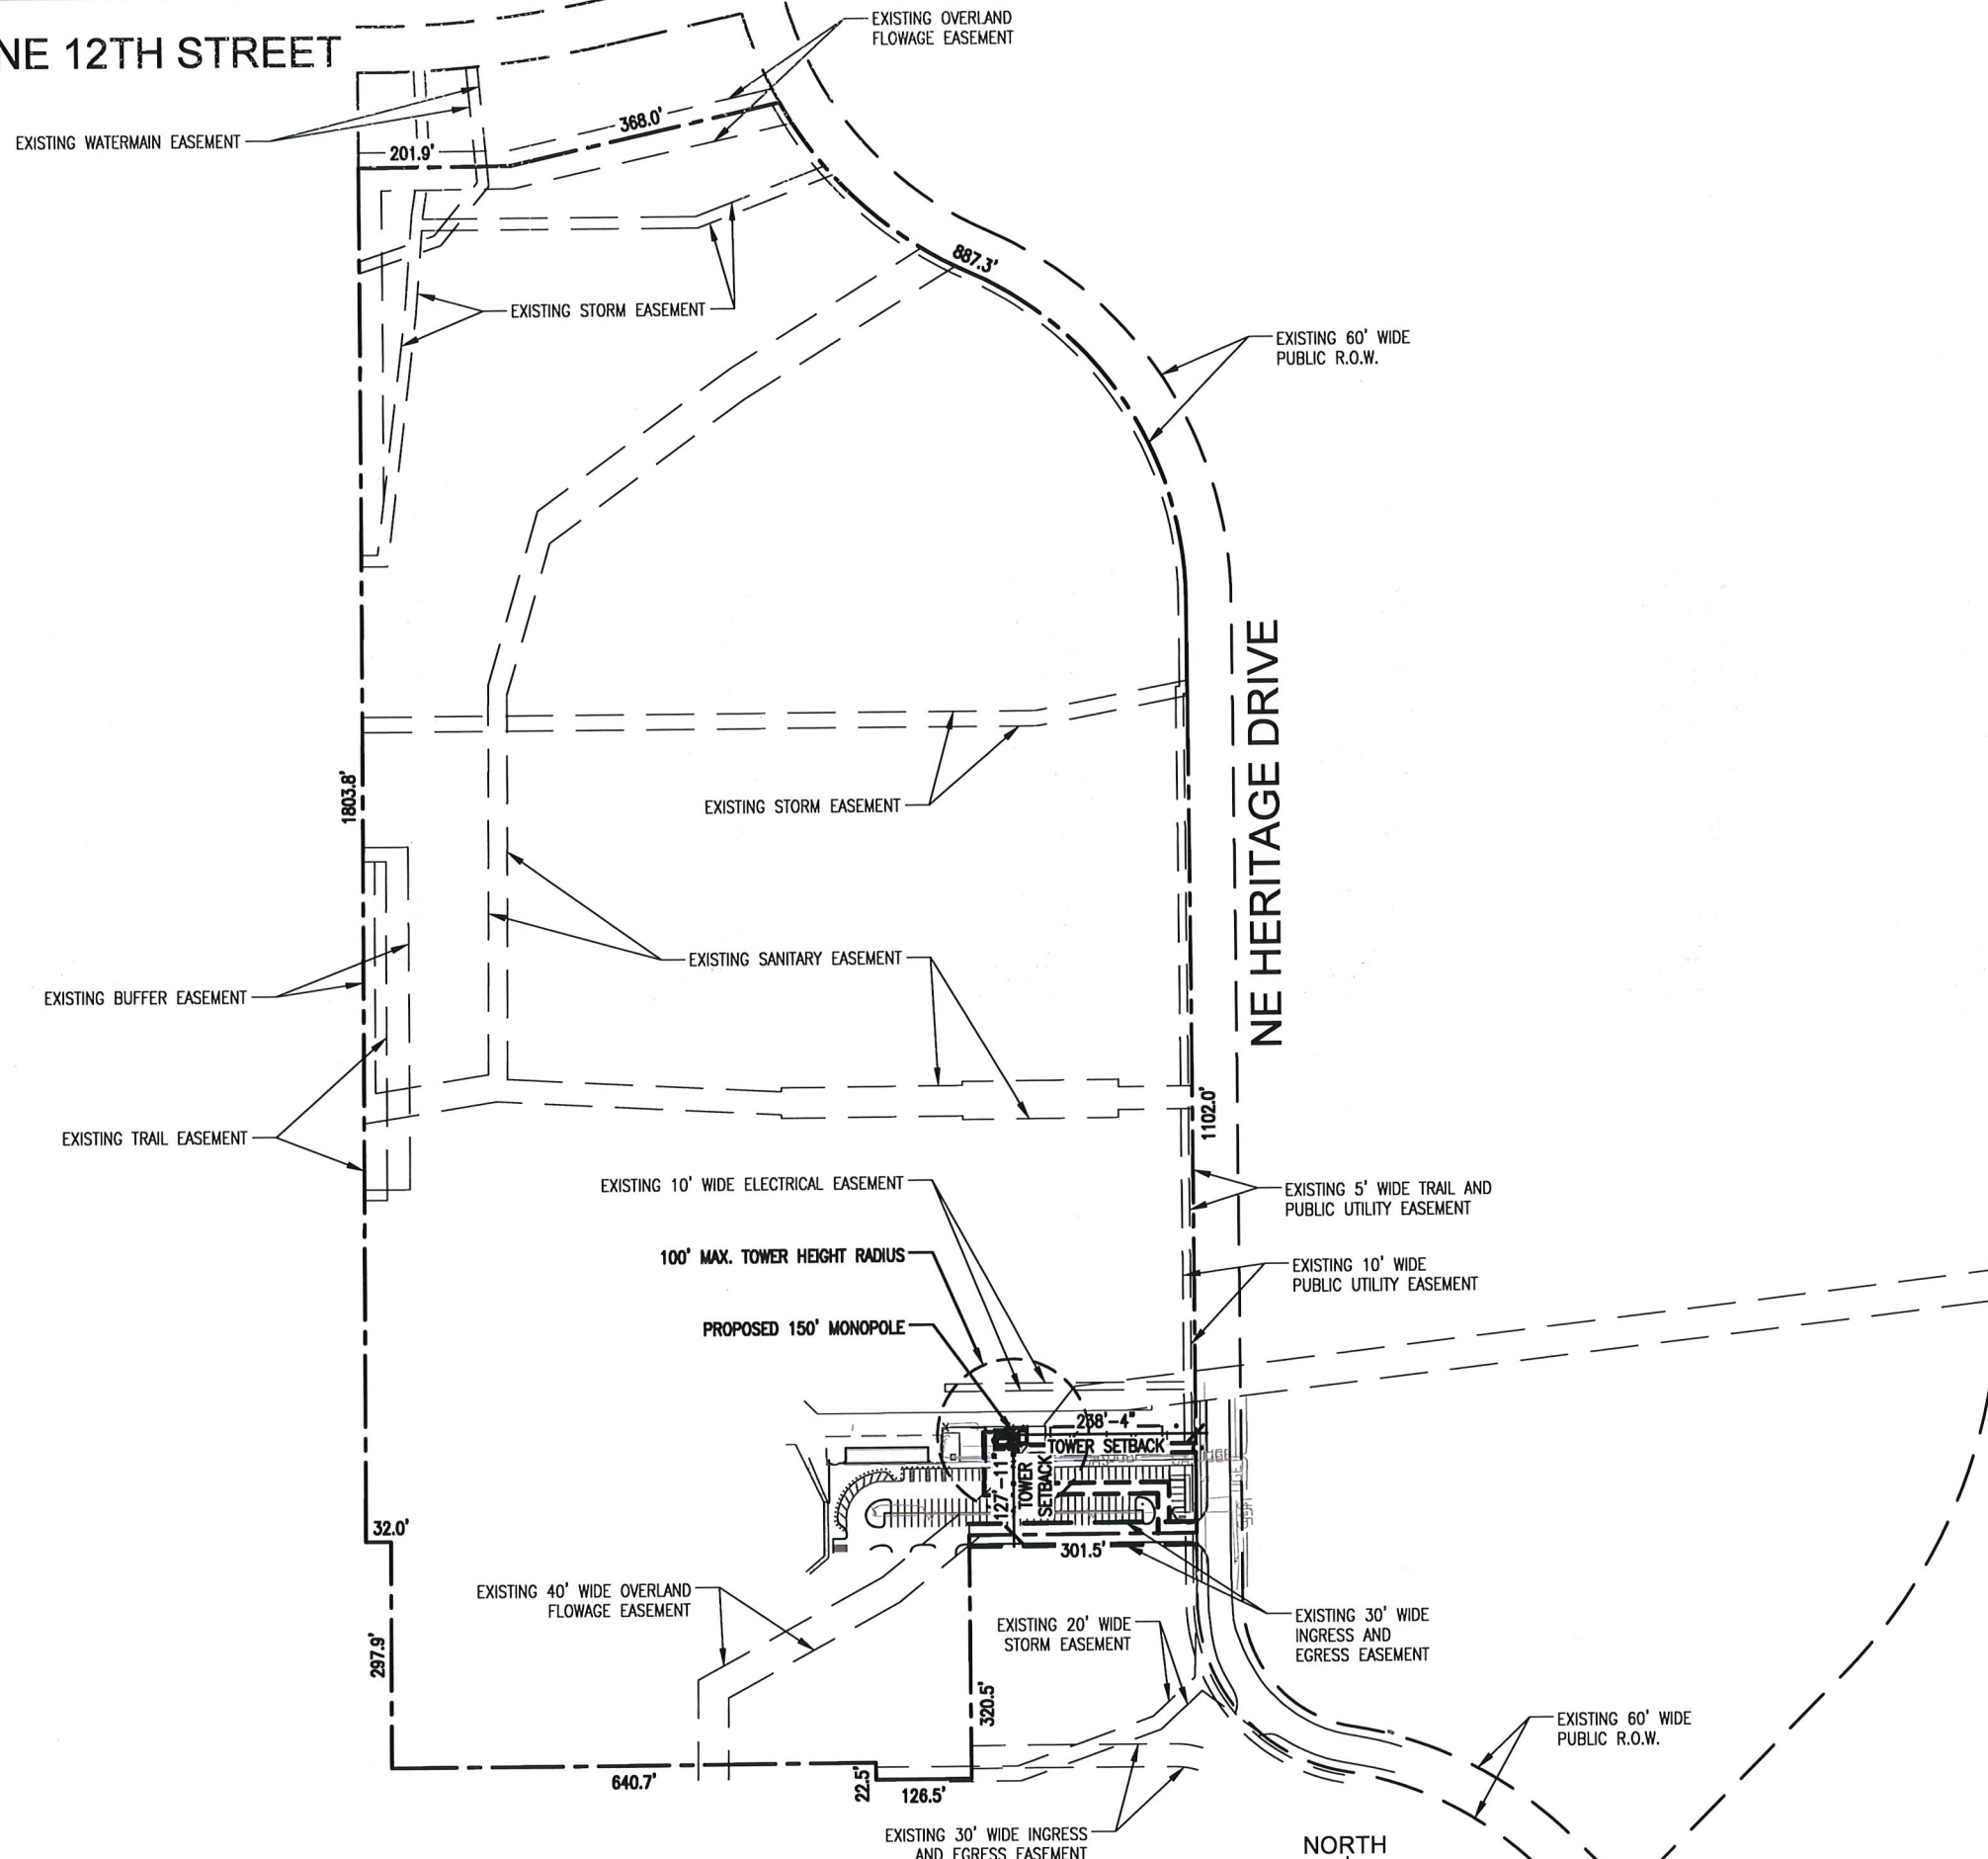 NE 12TH STREET
EXISTING OVERLAND
FLOWAGE EASEMENT
368.0'
EXISTING WATERMAIN EASEMENT
201.9'
887.3'
EXISTING STORM EASEMENT
EXISTING 60' WIDE
PUBLIC R.O.W.
NE HERITAGE DRIVE
1803.8'
EXISTING STORM EASEMENT
EXISTING SANITARY EASEMENT
EXISTING BUFFER EASEMENT
1102.0'
EXISTING TRAIL EASEMENT
EXISTING 10' WIDE ELECTRICAL EASEMENT
EXISTING 5' WIDE TRAIL AND
PUBLIC UTILITY EASEMENT
100' MAX. TOWER HEIGHT RADIUS
EXISTING 10' WIDE
PUBLIC UTILITY EASEMENT
PROPOSED 150' MONOPOLE
238'-4"
TOWER SETBACK
127'-11"
TOWER
SETBACK
32.0'
301.5'
EXISTING 40' WIDE OVERLAND
FLOWAGE EASEMENT
EXISTING 20' WIDE
STORM EASEMENT
EXISTING 30' WIDE
INGRESS AND
EGRESS EASEMENT
297.9'
320.5'
EXISTING 60' WIDE
PUBLIC R.O.W.
640.7'
22.5'
126.5'
EXISTING 30' WIDE INGRESS
AND EGRESS EASEMENT
NORTH